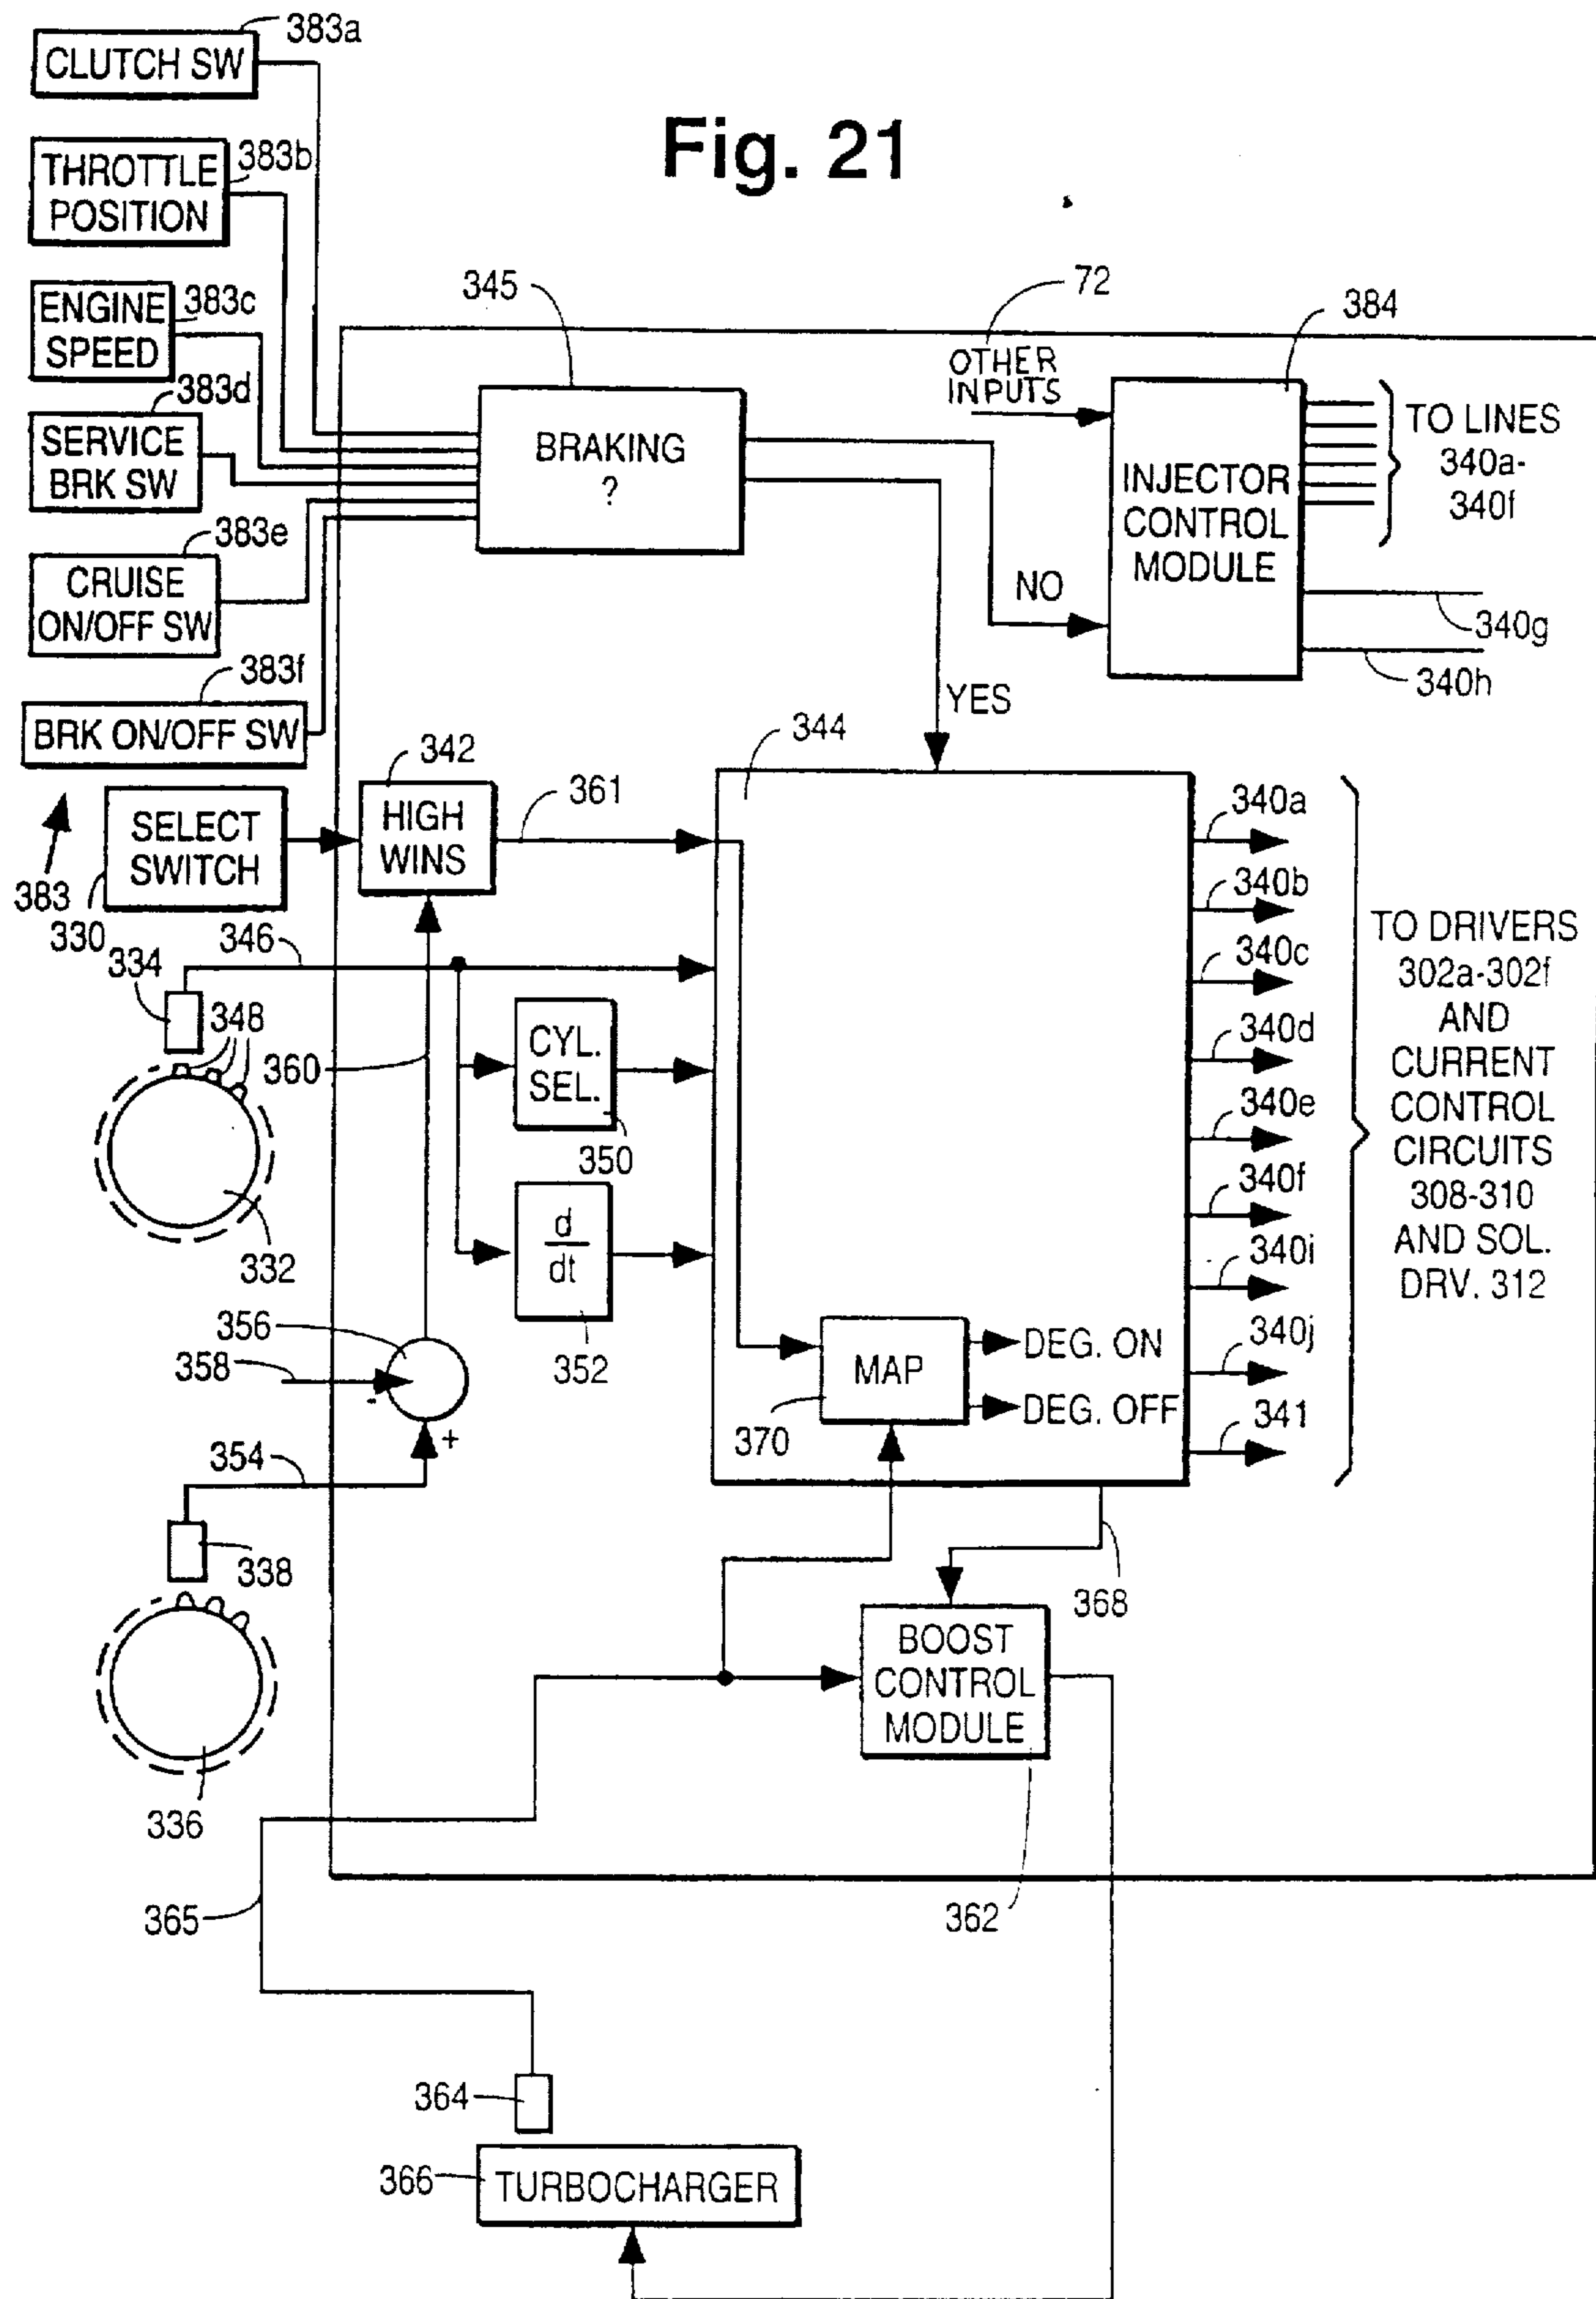 Fig. 21
383a
CLUTCH SW
383b
THROTTLE
POSITION
383c
ENGINE
SPEED
383d
SERVICE
BRK SW
383e
CRUISE
ON/OFF SW
383f
BRK ON/OFF SW
383
345
BRAKING
?
72
OTHER
INPUTS
384
INJECTOR
CONTROL
MODULE
TO LINES
340a-
340f
340g
340h
NO
YES
SELECT
SWITCH
330
342
HIGH
WINS
361
344
346
334
348
332
360
CYL.
SEL.
350
d
dt
352
356
358
-
+
354
338
336
MAP
370
DEG. ON
DEG. OFF
340a
340b
340c
340d
340e
340f
340i
340j
341
TO DRIVERS
302a-302f
AND
CURRENT
CONTROL
CIRCUITS
308-310
AND SOL.
DRV. 312
368
BOOST
CONTROL
MODULE
362
365
364
366
TURBOCHARGER